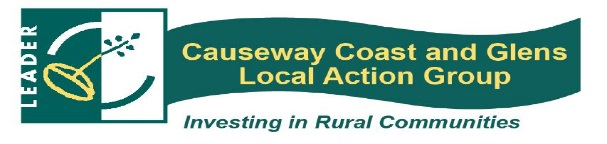 LEADER
Causeway Coast and Glens
Local Action Group
Investing in Rural Communities